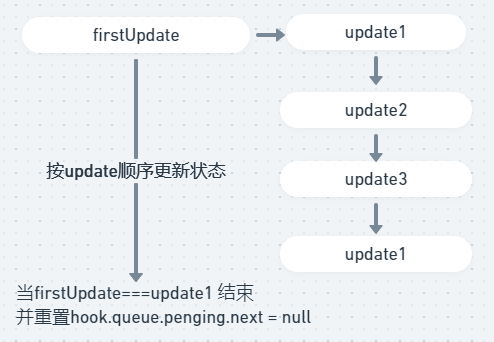 firstUpdate
update1
update2
按update顺序更新状态
update3
update1
当firstUpdate===update1 结束
并重置hook.queue.penging.next = null